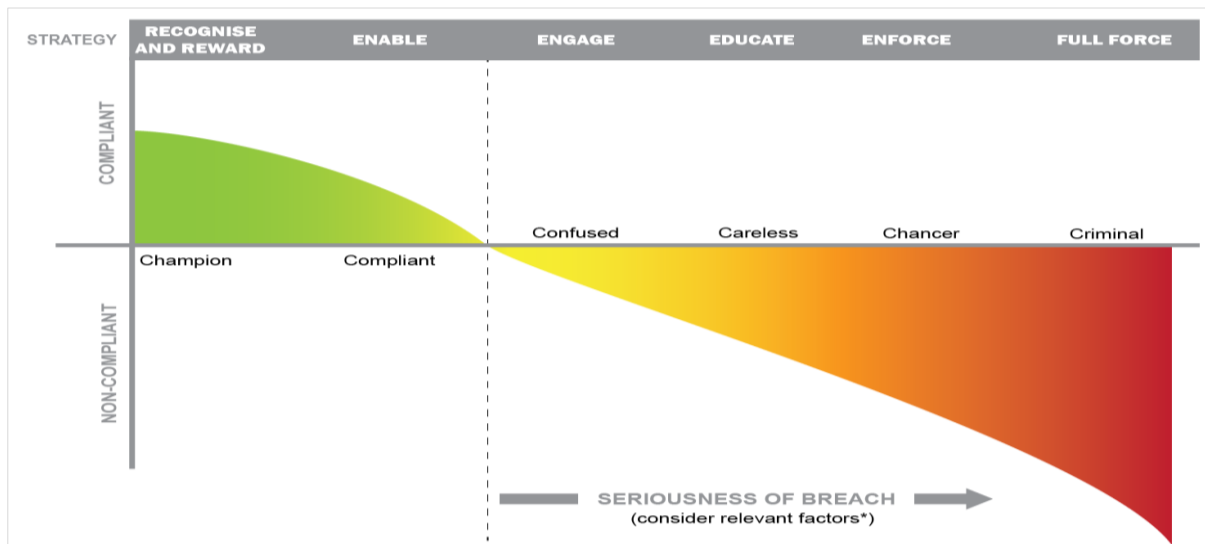 STRATEGY
RECOGNISE
AND REWARD
ENABLE
ENGAGE
EDUCATE
ENFORCE
FULL FORCE
COMPLIANT
Confused
Careless
Chancer
Criminal
Champion
Compliant
NON-COMPLIANT
SERIOUSNESS OF BREACH
(consider relevant factors*)